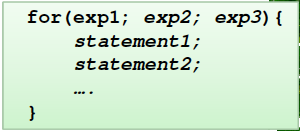 for(exp1; exp2; exp3){
statement1;
statement2;
….
}